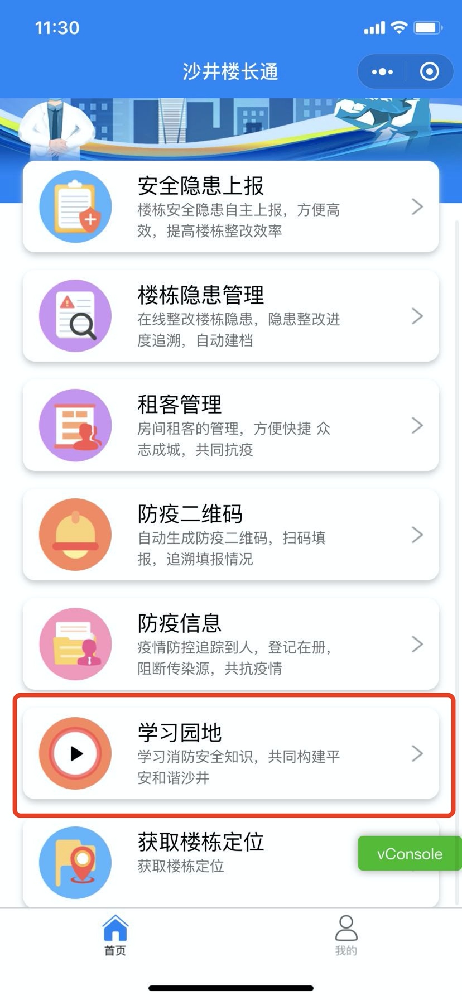 11:30
沙井楼长通
安全隐患上报
楼栋安全隐患自主上报，方便高
效，提高楼栋整改效率
楼栋隐患管理
在线整改楼栋隐患，隐患整改进
度追溯，自动建档
租客管理
房间租客的管理，方便快捷 众
志成城，共同抗疫
防疫二维码
自动生成防疫二维码，扫码填
报，追溯填报情况
防疫信息
疫情防控追踪到人，登记在册，
阻断传染源，共抗疫情
学习园地
学习消防安全知识，共同构建平
安和谐沙井
获取楼栋定位
获取楼栋定位
vConsole
首页
我的